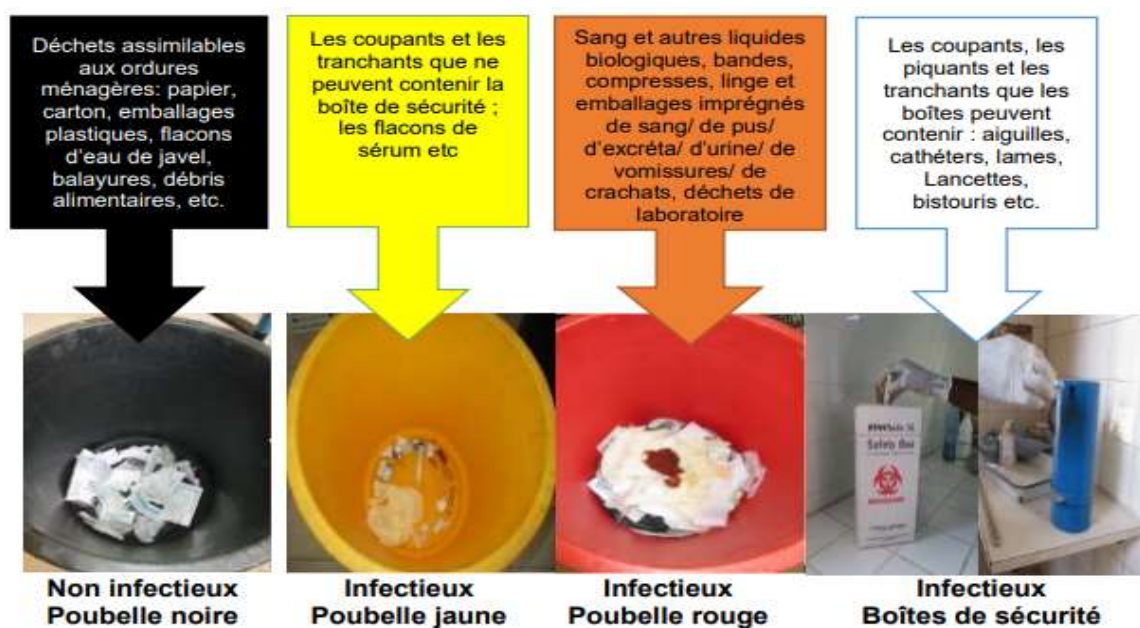 Déchets assimilables
aux ordures
ménagères: papier,
carton, emballages
plastiques, flacons
d'eau de javel,
balayures, débris
alimentaires, etc.
Les coupants et les
tranchants que ne
peuvent contenir la
boîte de sécurité ;
les flacons de
sérum etc
Sang et autres liquides
biologiques, bandes,
compresses, linge et
emballages imprégnés
de sang/ de pus/
d'excréta/ d'urine/ de
vomissures/ de
crachats, déchets de
laboratoire
Les coupants, les
piquants et les
tranchants que les
boîtes peuvent
contenir : aiguilles,
cathéters, lames,
Lancettes,
bistouris etc.
Safety Box
Non infectieux
Poubelle noire
Infectieux
Poubelle jaune
Infectieux
Poubelle rouge
Infectieux
Boîtes de sécurité